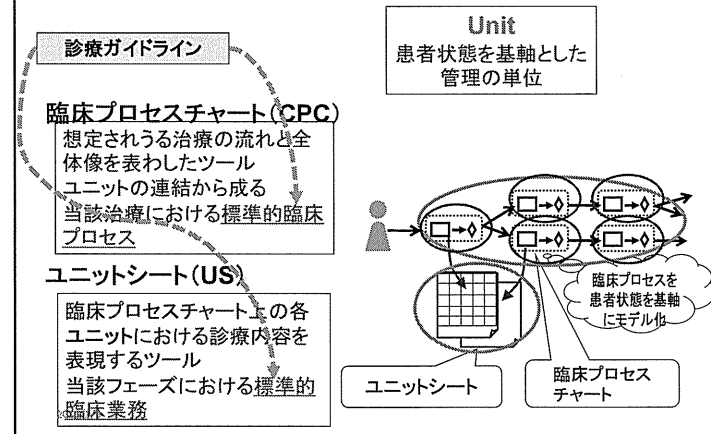 診療ガイドライン
Unit
患者状態を基軸とした
管理の単位
臨床プロセスチャート(CPC)
想定されうる治療の流れと全
体像を表わしたツール
ユニットの連結から成る
当該治療における標準的臨床
プロセス
ユニットシート(US)
臨床プロセスチャート上の各
ユニットにおける診療内容を
表現するツール
当該フェーズにおける標準的
臨床業務
臨床プロセスを
患者状態を基軸
にモデル化
ユニットシート
臨床プロセス
チャート